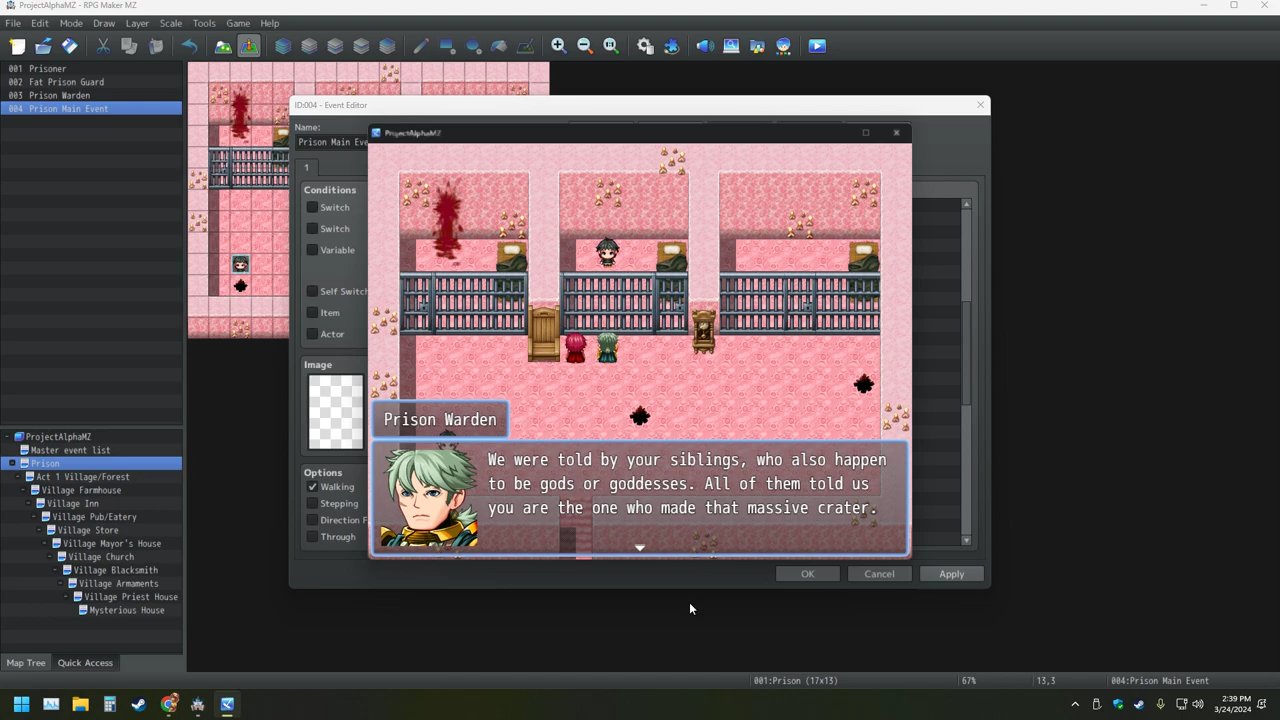 ProjectAlphaMZ - RPG Maker MZ
File Edit Mode Draw Layer Scale Tools Game Help
001 Prisoner
002 Fat Prison Guard
003 Prison Warden
004 Prison Main Event
ID:004 - Event Editor
Name:
Prison Main Eve
1
Conditions
Switch
Switch
Variable
Self Switch
Item
Actor
Image
Options
Walking
Stepping
Direction F
Through
ProjectAlphaMZ
Prison Warden
We were told by your siblings, who also happen
to be gods or goddesses. All of them told us
you are the one who made that massive crater.
OK Cancel Apply
ProjectAlphaMZ
Master event list
Prison
Act 1 Village/Forest
Village Farmhouse
Village Inn
Village Pub/Eatery
Village Store
Village Mayor's House
Village Church
Village Blacksmith
Village Armaments
Village Priest House
Mysterious House
Map Tree Quick Access
001:Prison (17x13) 67% 13,3 004:Prison Main Event
2:39 PM
3/24/2024